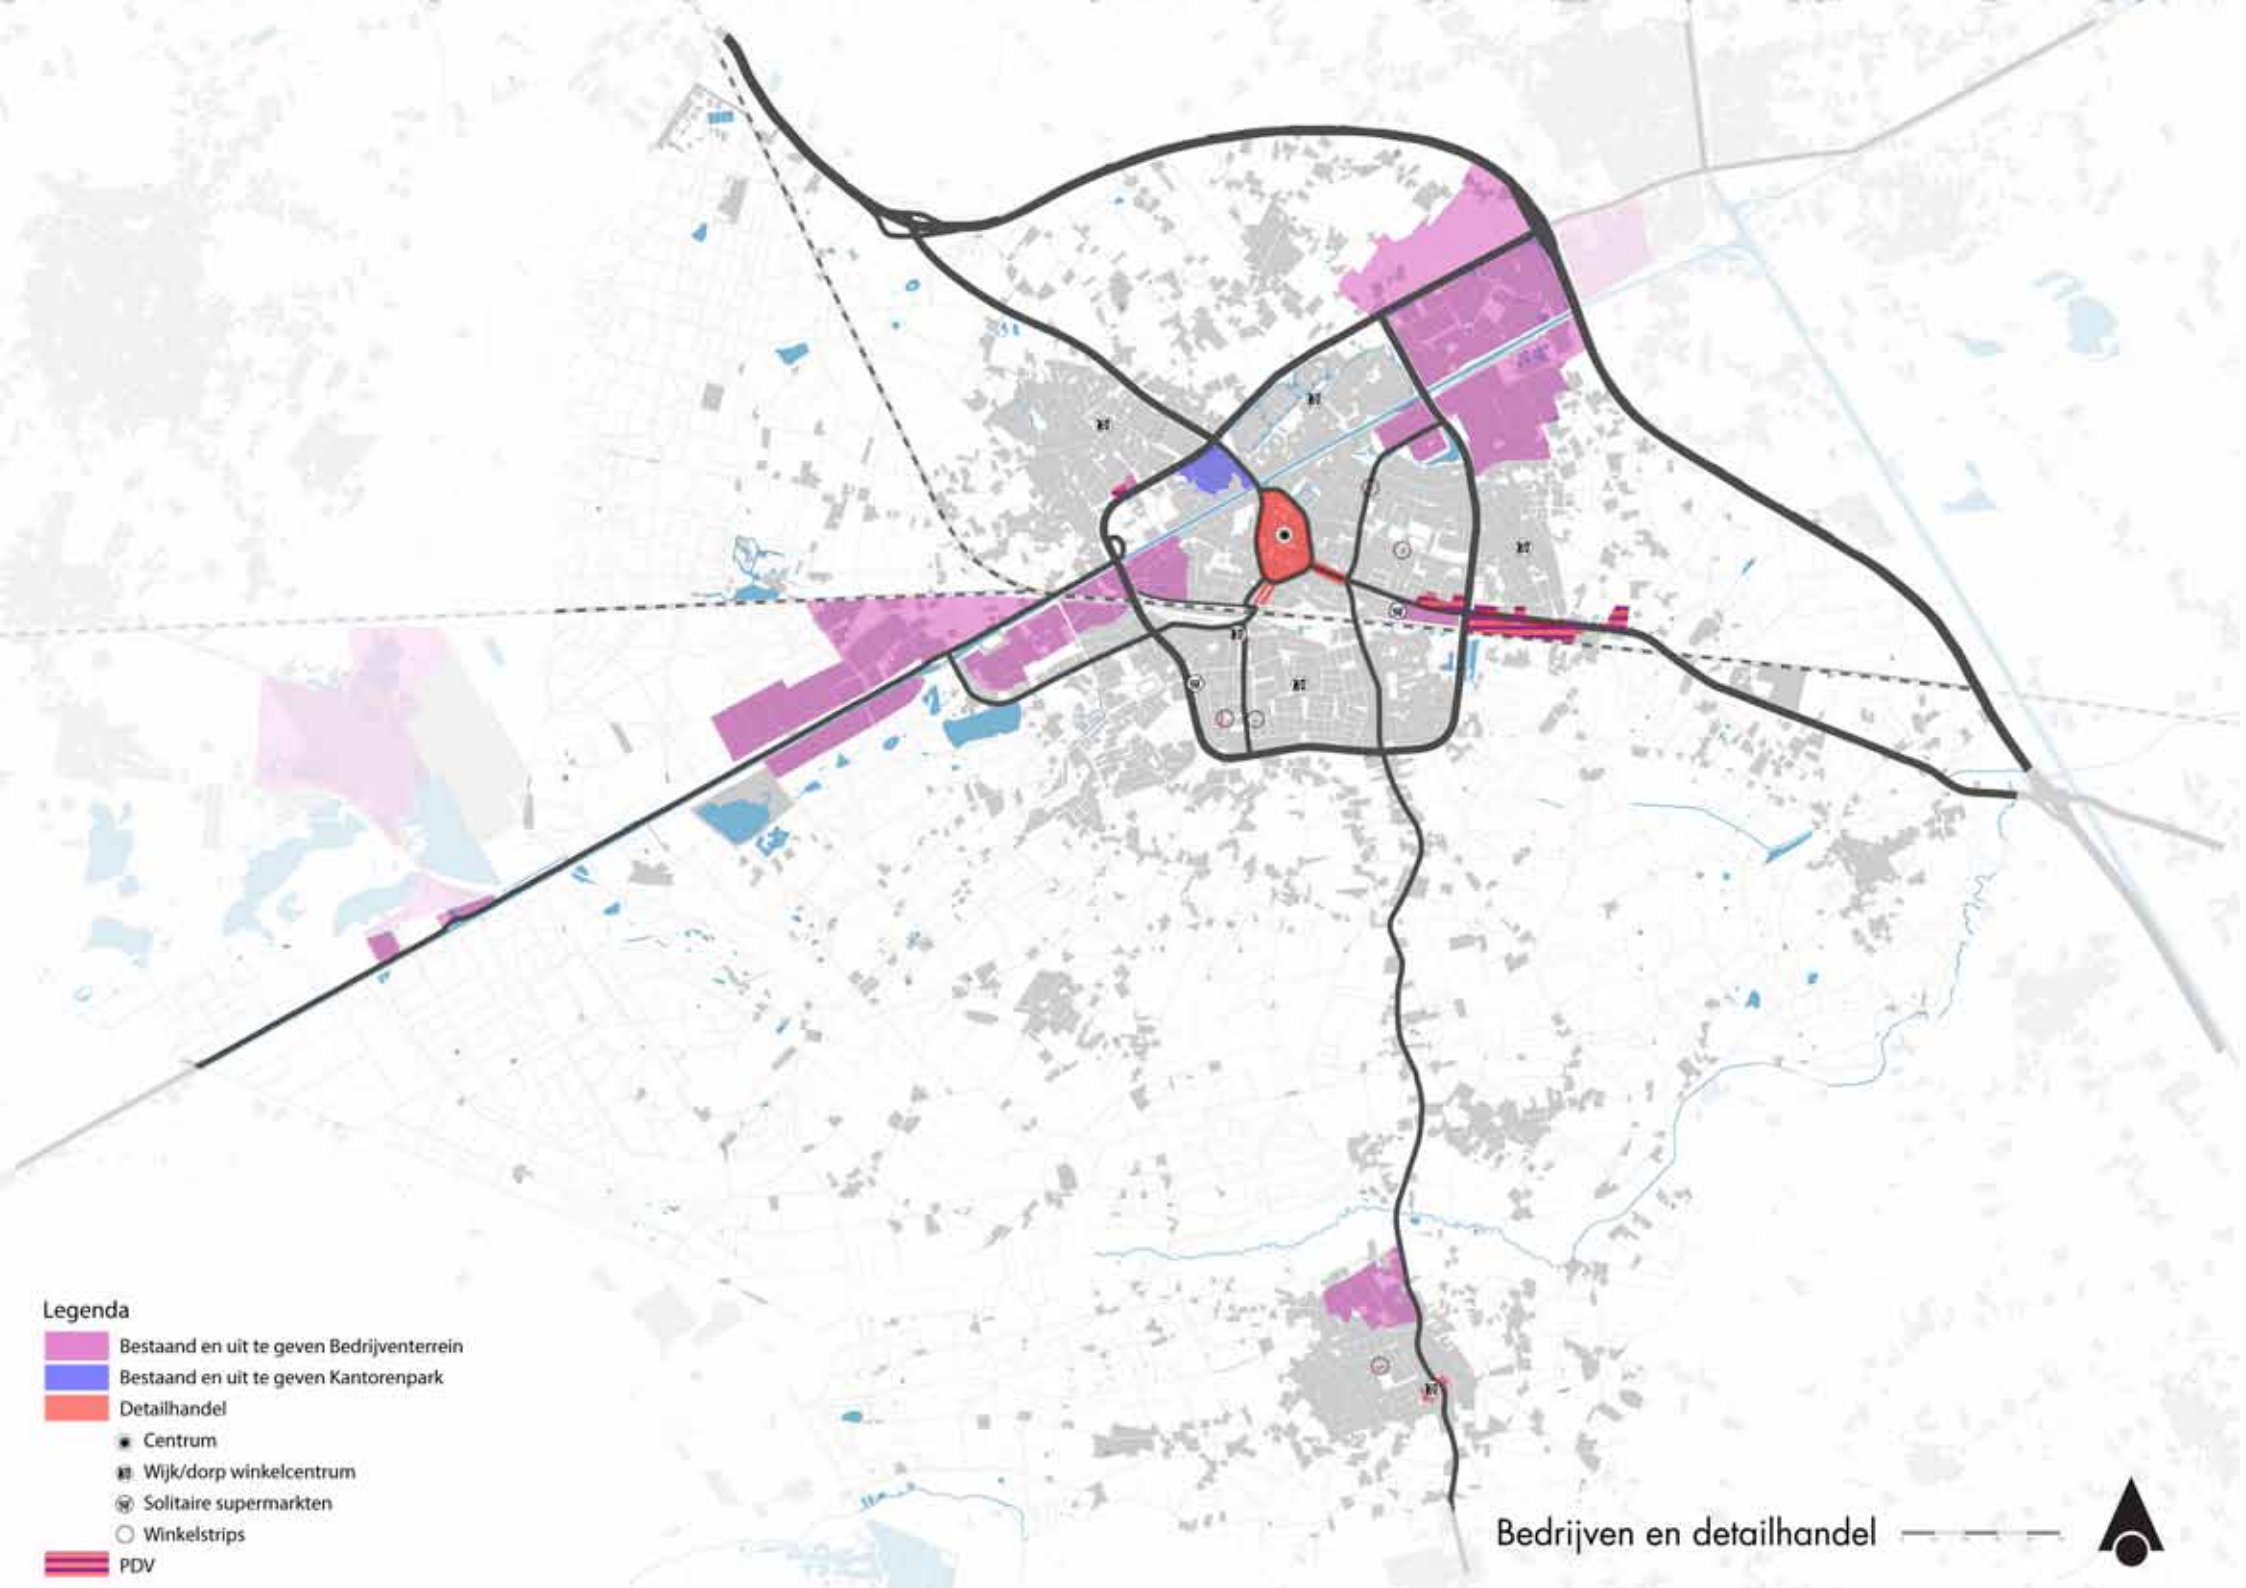 Legenda
Bestaand en uit te geven Bedrijventerrein
Bestaand en uit te geven Kantorenpark
Detailhandel
Centrum
Wijk/dorp winkelcentrum
Solitaire supermarkten
Winkelstrips
PDV
Bedrijven en detailhandel